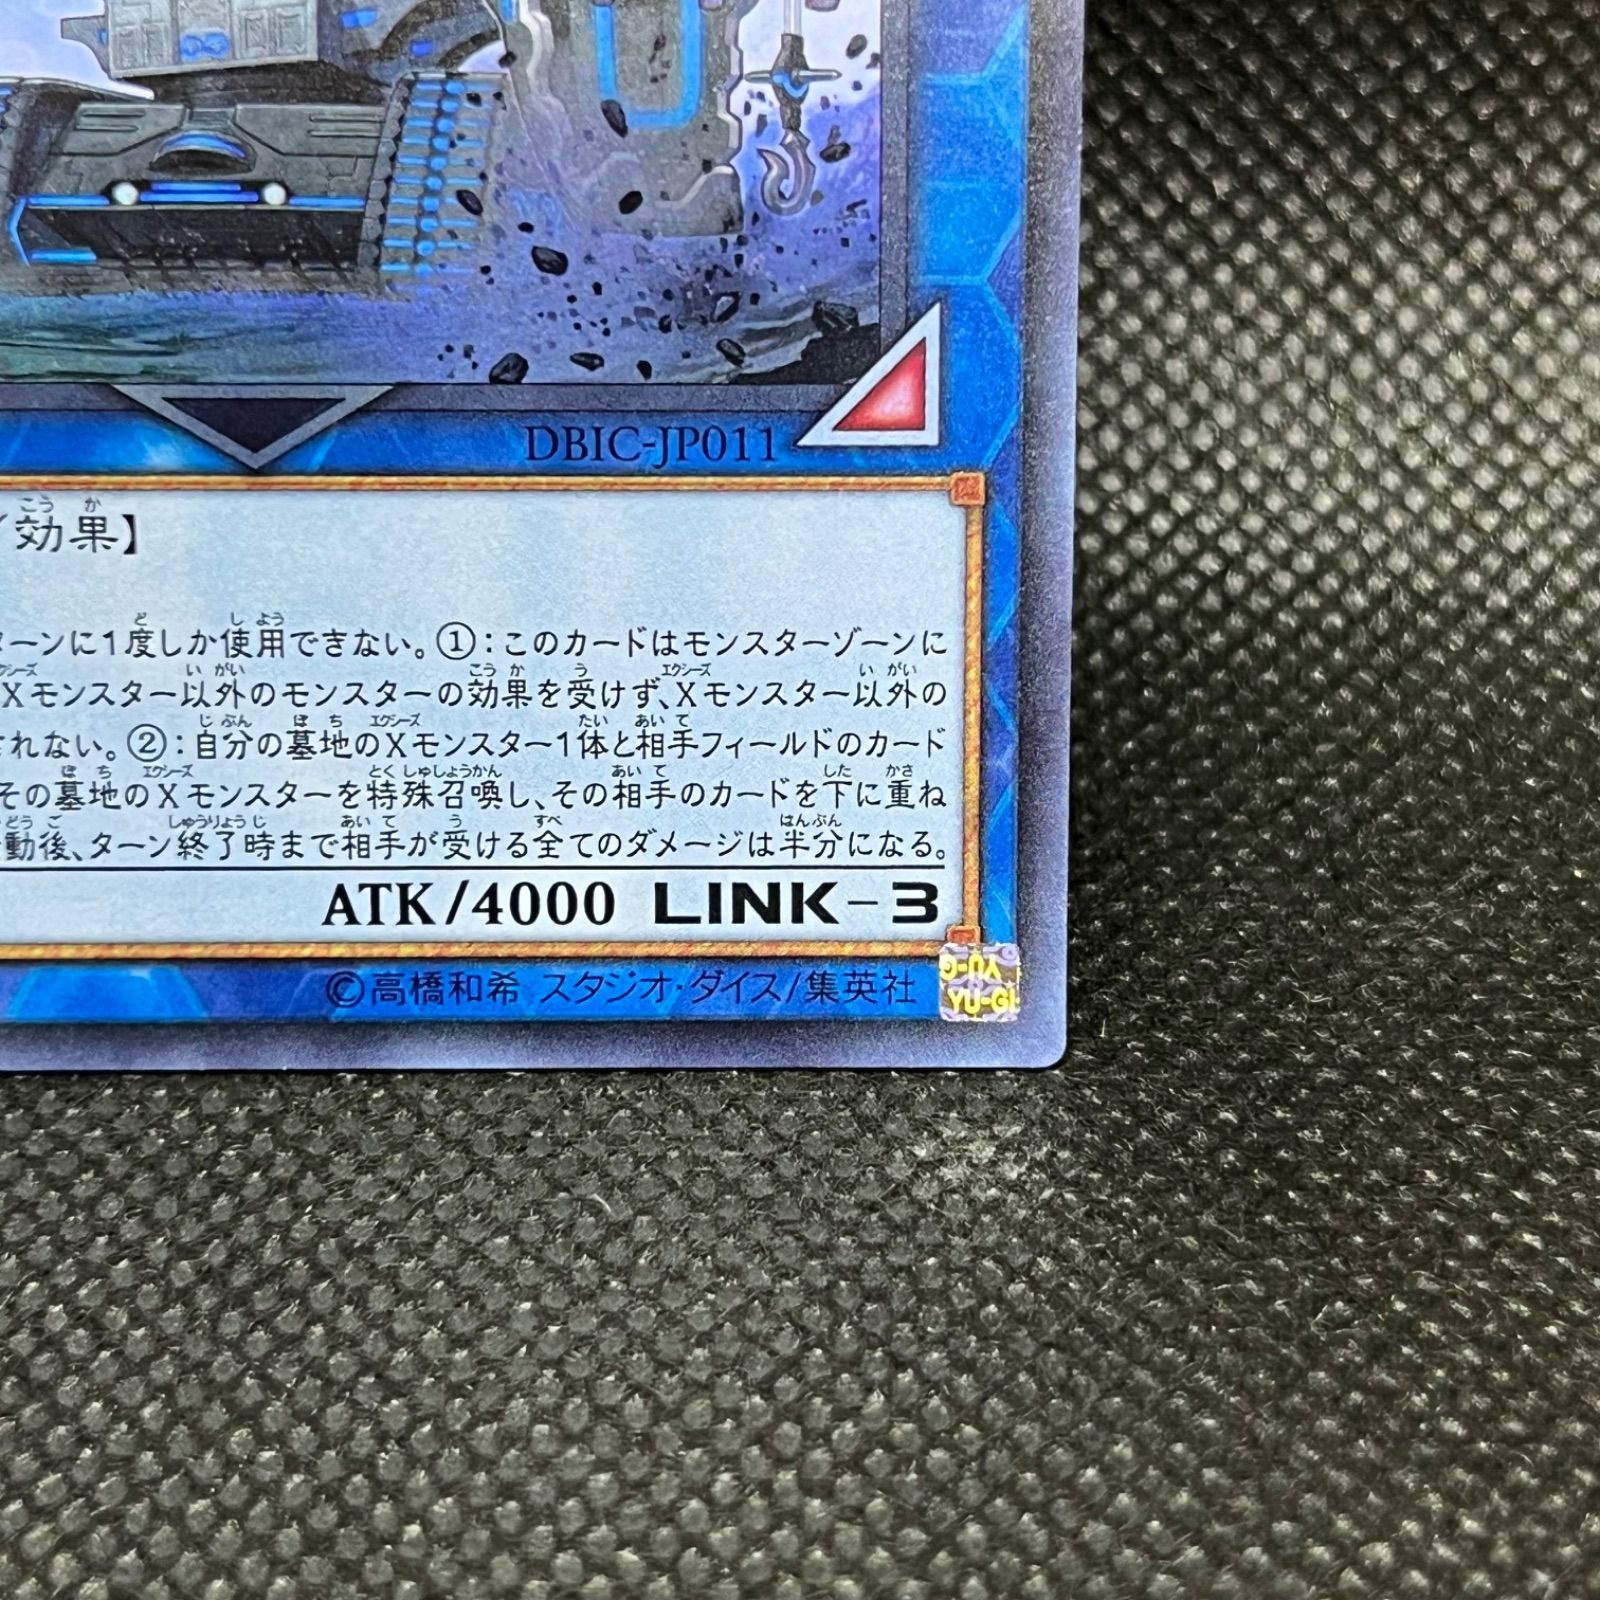 DBIC-JP011
効果】
ターンに1度しか使用できない。①：このカードはモンスターゾーンに
Xモンスター以外のモンスターの効果を受けず、Xモンスター以外の
されない。②：自分の墓地のXモンスター1体と相手フィールドのカード
その墓地のXモンスターを特殊召喚し、その相手のカードを下に重ね
動後、ターン終了時まで相手が受ける全てのダメージは半分になる。
ATK/4000 LINK-3
©高橋和希 スタジオ・ダイス/集英社
YU-GI